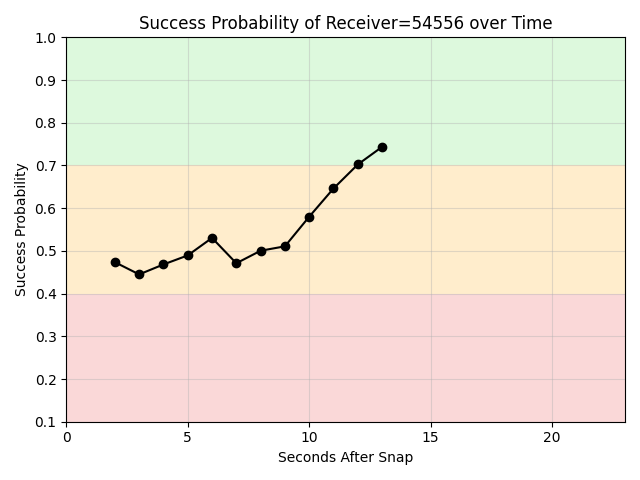 Success Probability of Receiver=54556 over Time
1.0
0.9
0.8
0.7
0.6
0.5
0.4
0.3
0.2
0.1
Success Probability
0 5 10 15 20
Seconds After Snap